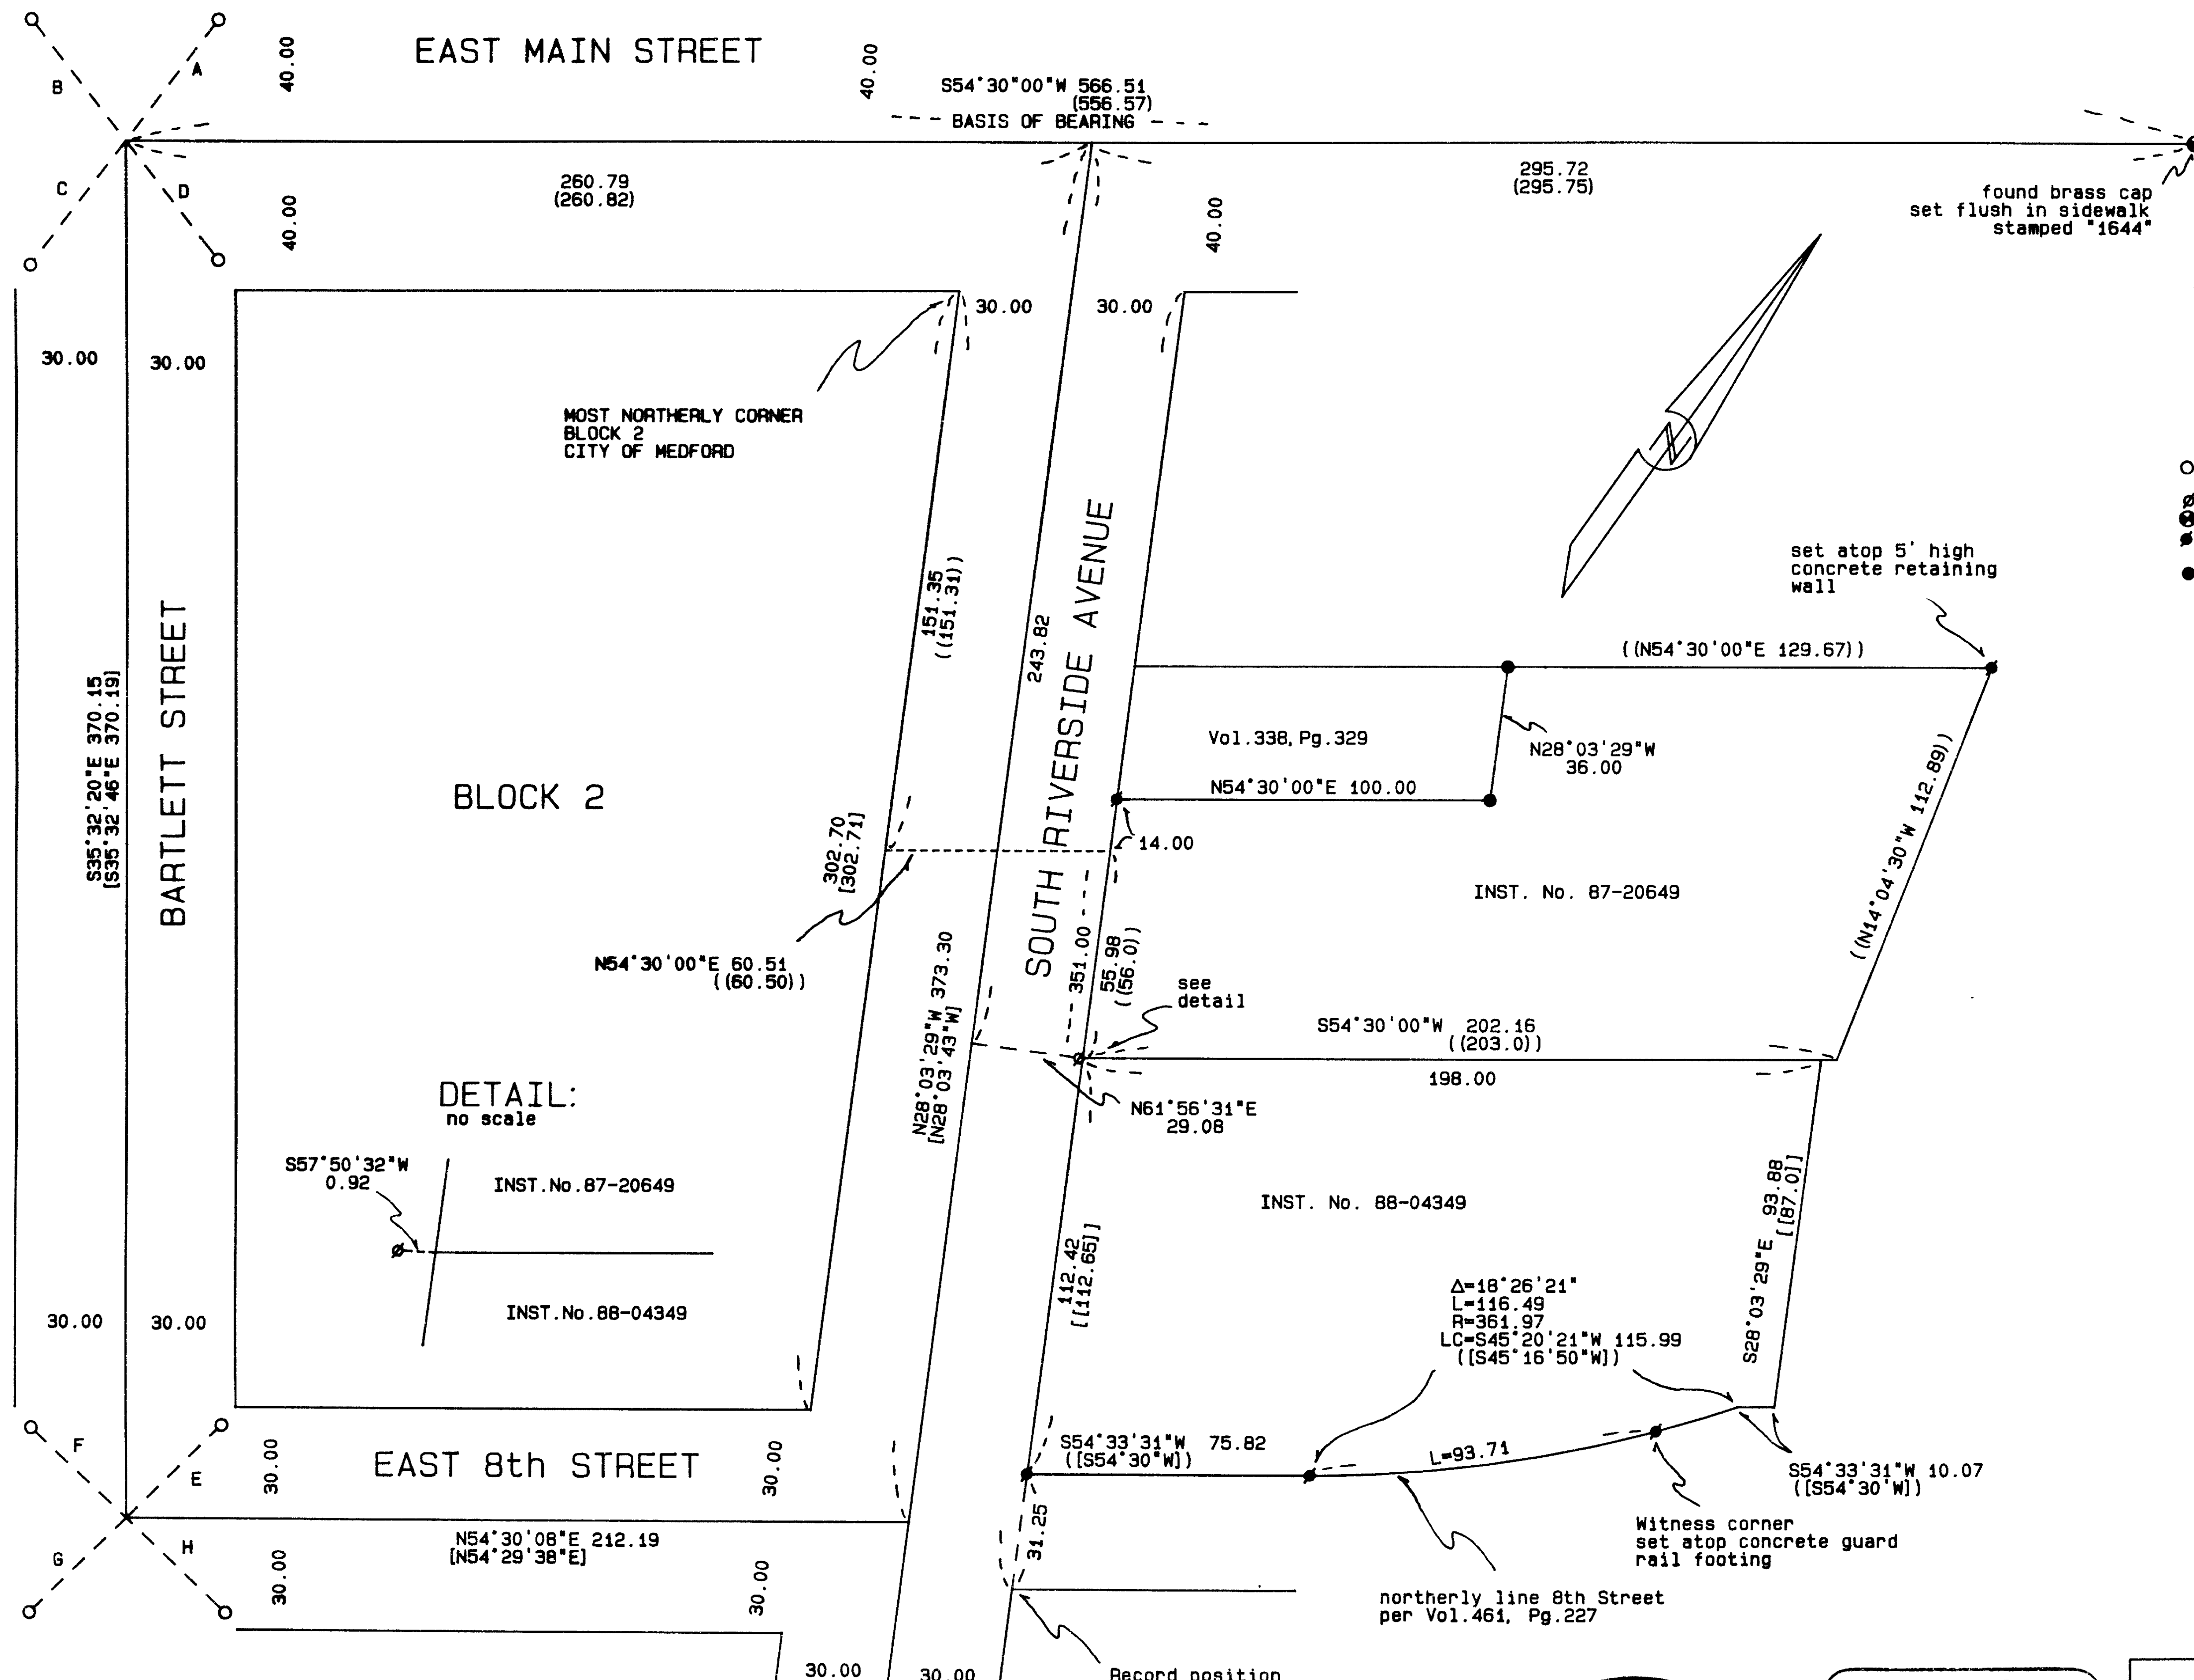 EAST MAIN STREET
40.00
40.00
S54°30"00"W 566.51
(556.57)
- - - BASIS OF BEARING - - -
A
B
C
D
260.79
(260.82)
295.72
(295.75)
40.00
40.00
found brass cap
set flush in sidewalk
stamped "1644"
30.00
30.00
30.00
30.00
MOST NORTHERLY CORNER
BLOCK 2
CITY OF MEDFORD
N
151.35
((151.31))
243.82
SOUTH RIVERSIDE AVENUE
set atop 5' high
concrete retaining
wall
((N54°30'00"E 129.67))
BARTLETT STREET
S35°32'20"E 370.15
[S35°32'46"E 370.19]
Vol.338, Pg.329
N28°03'29"W
36.00
N54°30'00"E 100.00
BLOCK 2
14.00
302.70
[302.71]
INST. No. 87-20649
((N14°04'30"W 112.89))
N54°30'00"E 60.51
((60.50))
351.00
55.98
((56.0))
see
detail
N28°03'29"W 373.30
[N28°03'43"W]
S54°30'00"W 202.16
((203.0))
198.00
DETAIL:
no scale
N61°56'31"E
29.08
S57°50'32"W
0.92
INST.No.87-20649
INST.No.88-04349
INST. No. 88-04349
S28°03'29"E 93.88
[[87.0]]
112.42
[[112.65]]
Δ=18°26'21"
L=116.49
R=361.97
LC=S45°20'21"W 115.99
([S45°16'50"W])
30.00
30.00
F
E
EAST 8th STREET
30.00
30.00
S54°33'31"W 75.82
([S54°30"W])
L=93.71
S54°33'31"W 10.07
([S54°30'W])
31.25
Witness corner
set atop concrete guard
rail footing
N54°30'08"E 212.19
[N54°29'38"E]
G
H
30.00
30.00
northerly line 8th Street
per Vol.461, Pg.227
30.00
30.00
Record position